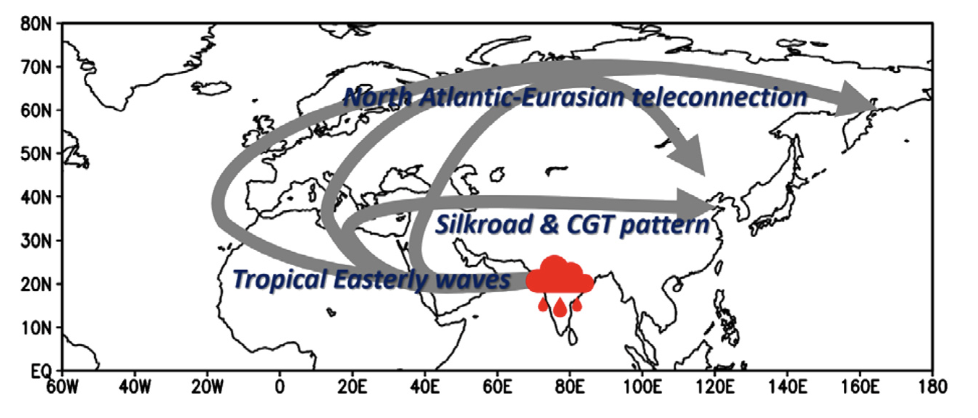 80N
70N
North Atlantic-Eurasian teleconnection
60N
50N
40N
Silkroad & CGT pattern
30N
Tropical Easterly waves
20N
10N
EQ
60W 40W 20W 0 20E 40E 60E 80E 100E 120E 140E 160E 180